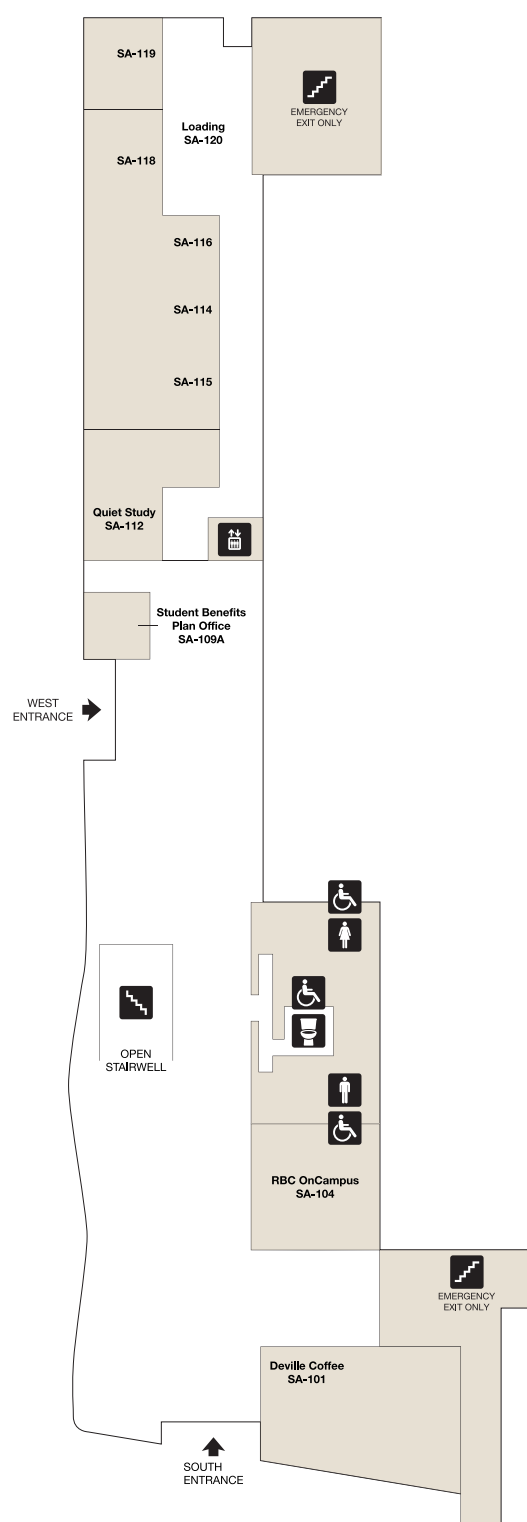 SA-119
EMERGENCY
EXIT ONLY
Loading
SA-120
SA-118
SA-116
SA-114
SA-115
Quiet Study
SA-112
Student Benefits
Plan Office
SA-109A
WEST
ENTRANCE
OPEN
STAIRWELL
RBC OnCampus
SA-104
EMERGENCY
EXIT ONLY
Deville Coffee
SA-101
SOUTH
ENTRANCE